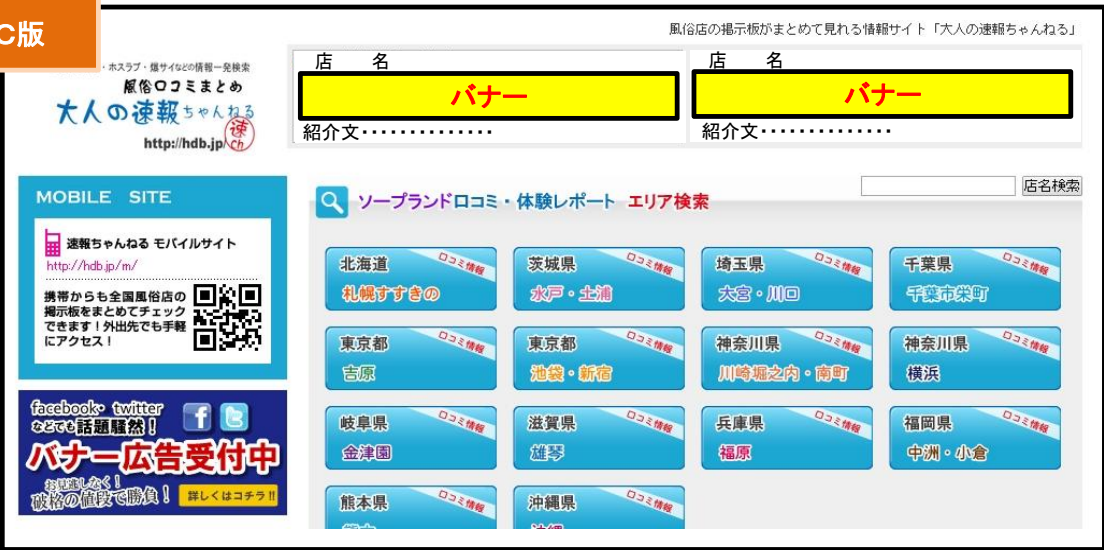 C版
風俗店の掲示板がまとめて見れる情報サイト「大人の速報ちゃんねる」
・ホスラブ・爆サイなどの情報一発検索
風俗口コミまとめ
大人の速報ちゃんねる
速ch
http://hdb.jp/
店　名
バナー
紹介文・・・・・・・・・・・・・・
店　名
バナー
紹介文・・・・・・・・・・・・・・
MOBILE SITE
速報ちゃんねる モバイルサイト
http://hdb.jp/m/
携帯からも全国風俗店の
掲示板をまとめてチェック
できます！外出先でも手軽
にアクセス！
facebook・twitter
などでも話題騒然！
バナー広告受付中
お見逃しなく！
破格の値段で勝負！
詳しくはコチラ!!
店名検索
ソープランド口コミ・体験レポート エリア検索
北海道 口コミ情報
札幌すすきの
茨城県 口コミ情報
水戸・土浦
埼玉県 口コミ情報
大宮・川口
千葉県 口コミ情報
千葉市栄町
東京都 口コミ情報
吉原
東京都 口コミ情報
池袋・新宿
神奈川県 口コミ情報
川崎堀之内・南町
神奈川県 口コミ情報
横浜
岐阜県 口コミ情報
金津園
滋賀県 口コミ情報
雄琴
兵庫県 口コミ情報
福原
福岡県 口コミ情報
中洲・小倉
熊本県 口コミ情報
沖縄県 口コミ情報